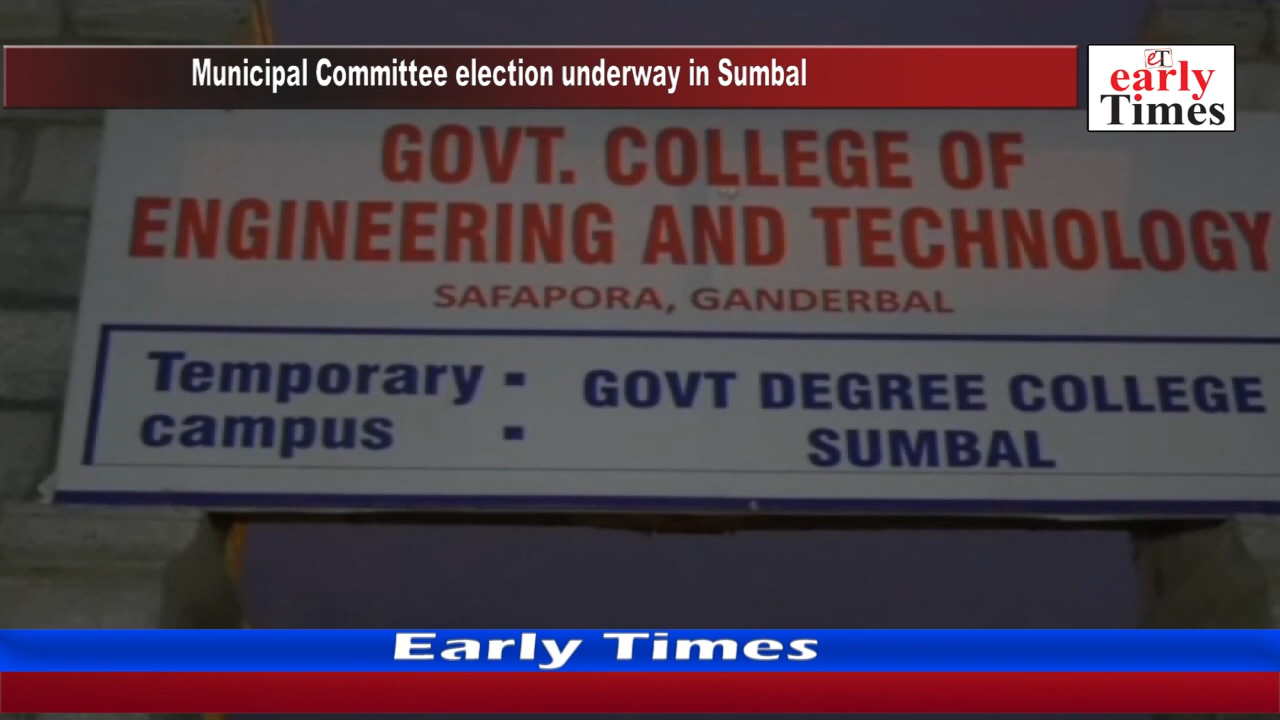 Municipal Committee election underway in Sumbal
eT
early
Times
GOVT. COLLEGE OF
ENGINEERING AND TECHNOLOGY
SAFAPORA, GANDERBAL
Temporary : GOVT DEGREE COLLEGE
campus SUMBAL
Early Times